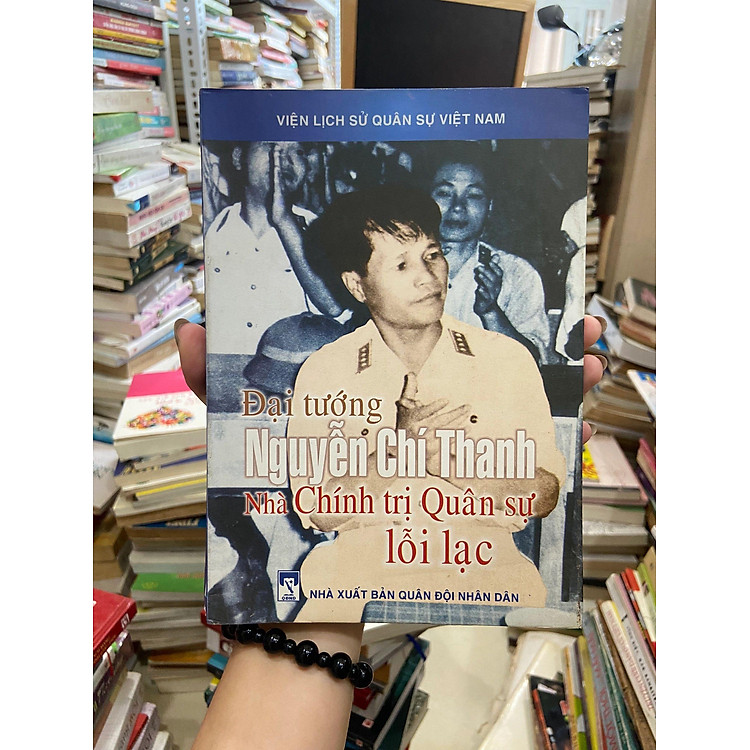 VIỆN LỊCH SỬ QUÂN SỰ VIỆT NAM
Đại tướng
Nguyễn Chí Thanh
Nhà Chính trị Quân sự
lỗi lạc
QĐND
NHÀ XUẤT BẢN QUÂN ĐỘI NHÂN DÂN